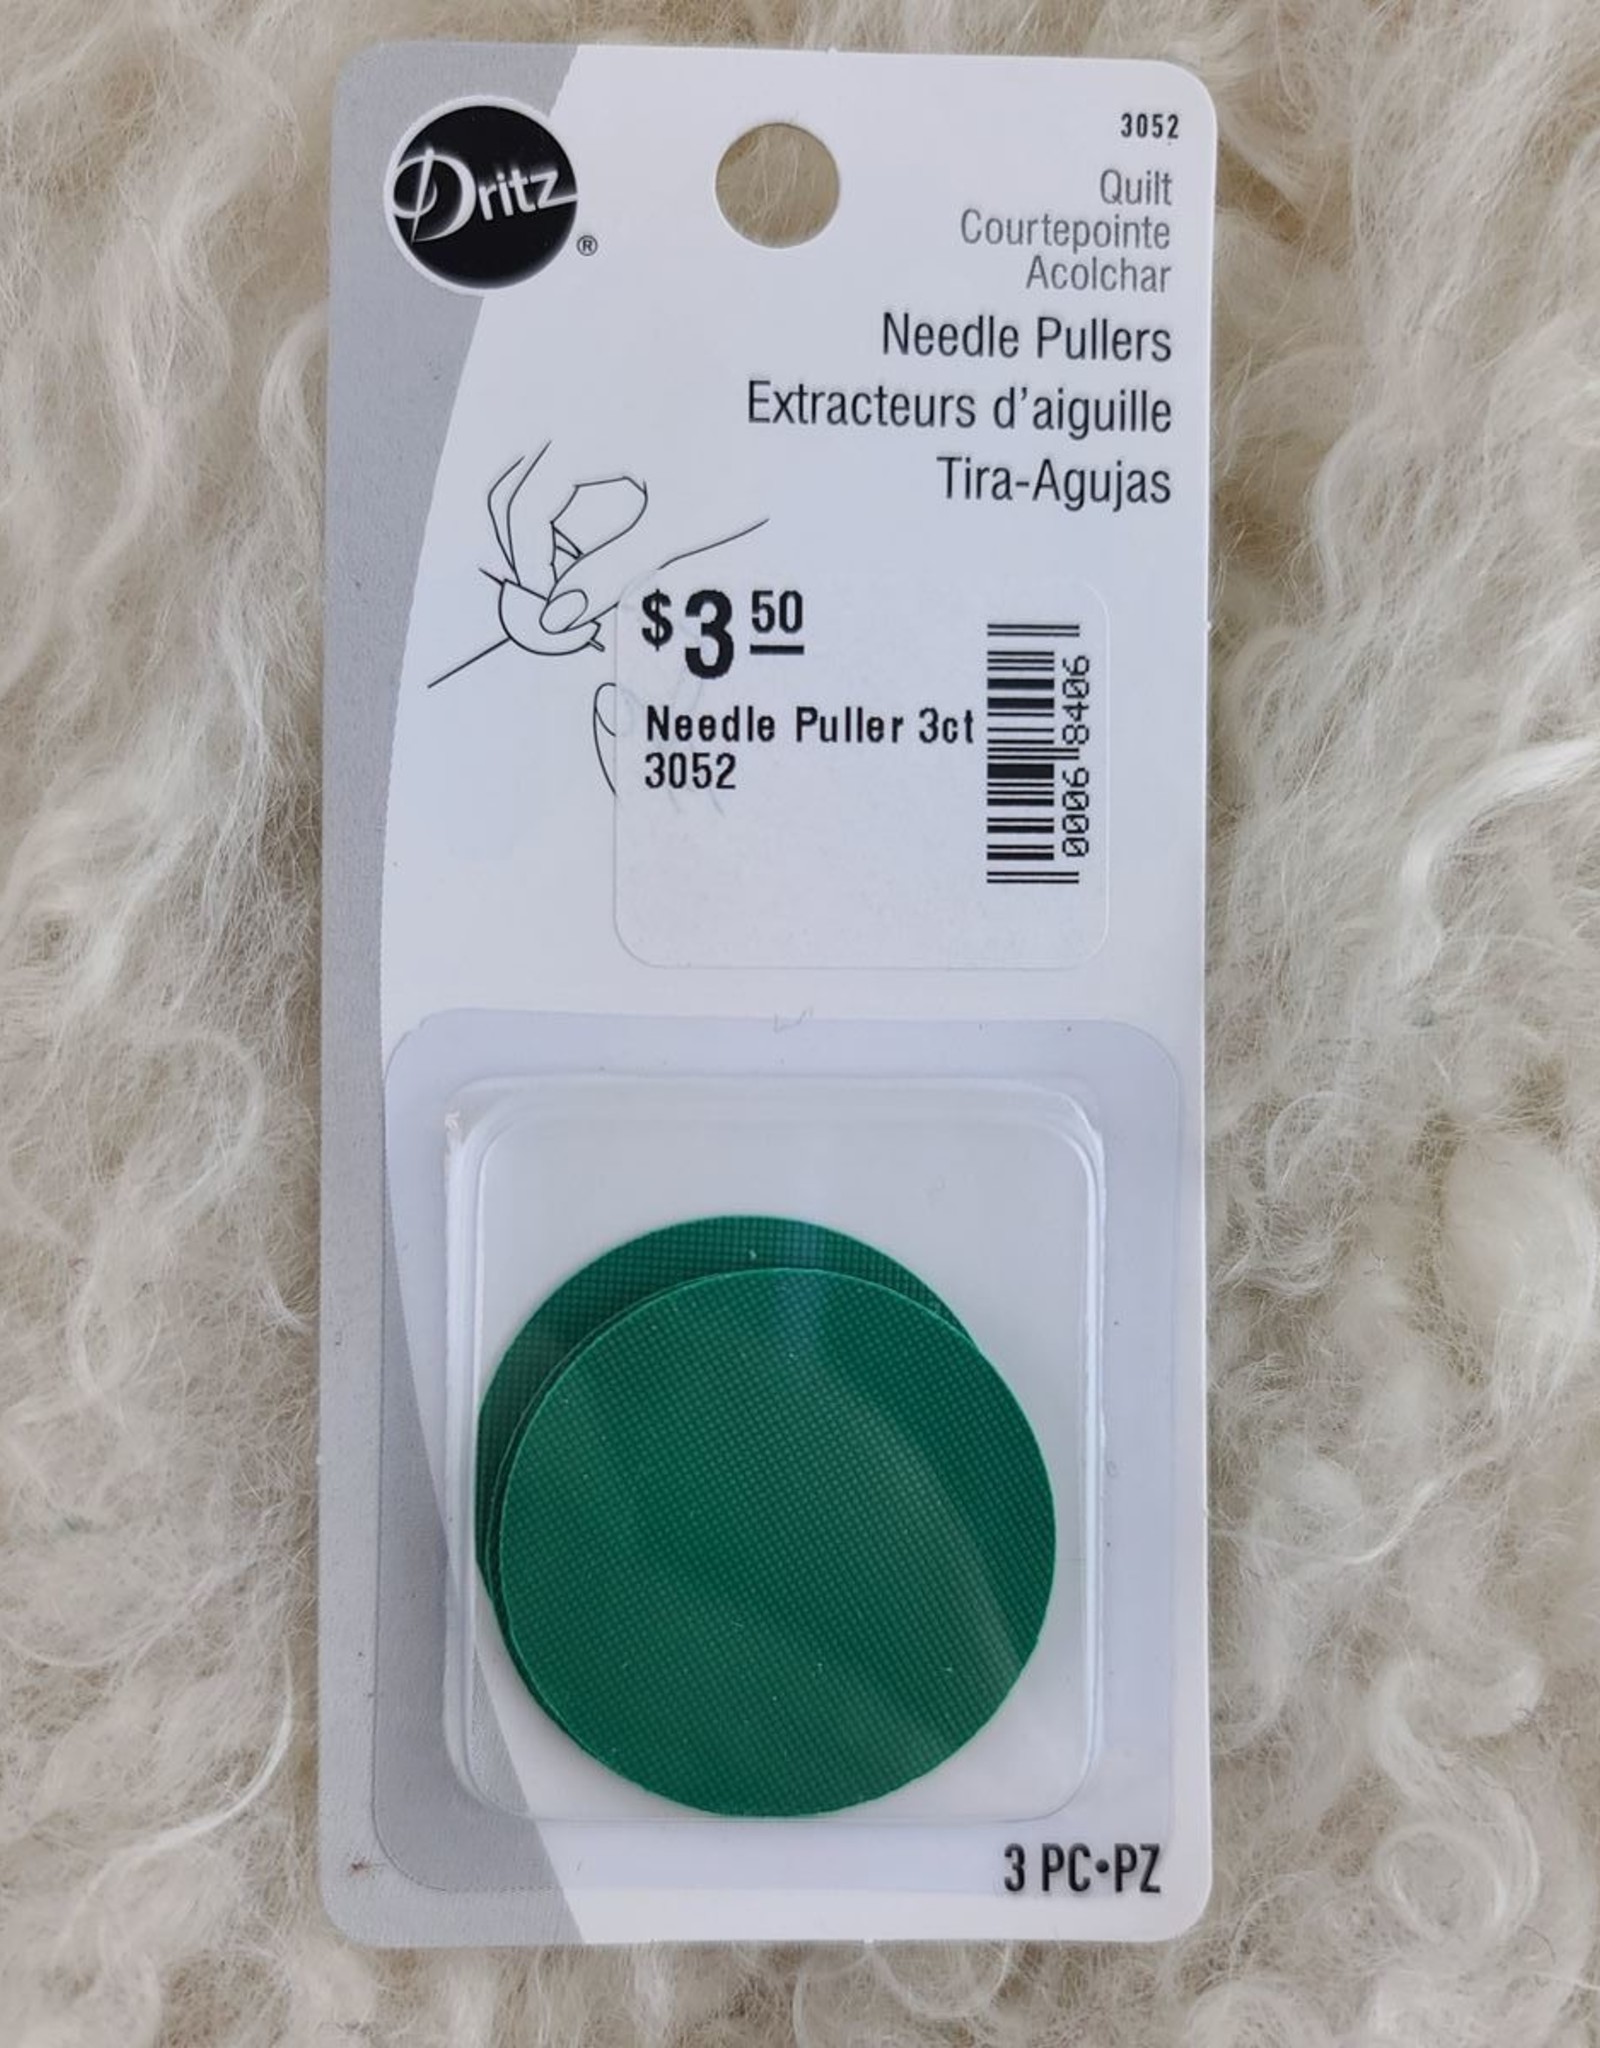 Dritz®
3052
Quilt
Courtepointe
Acolchar
Needle Pullers
Extracteurs d'aiguille
Tira-Agujas
$3 50
Needle Puller 3ct
3052
0006 8406
3 PC•PZ